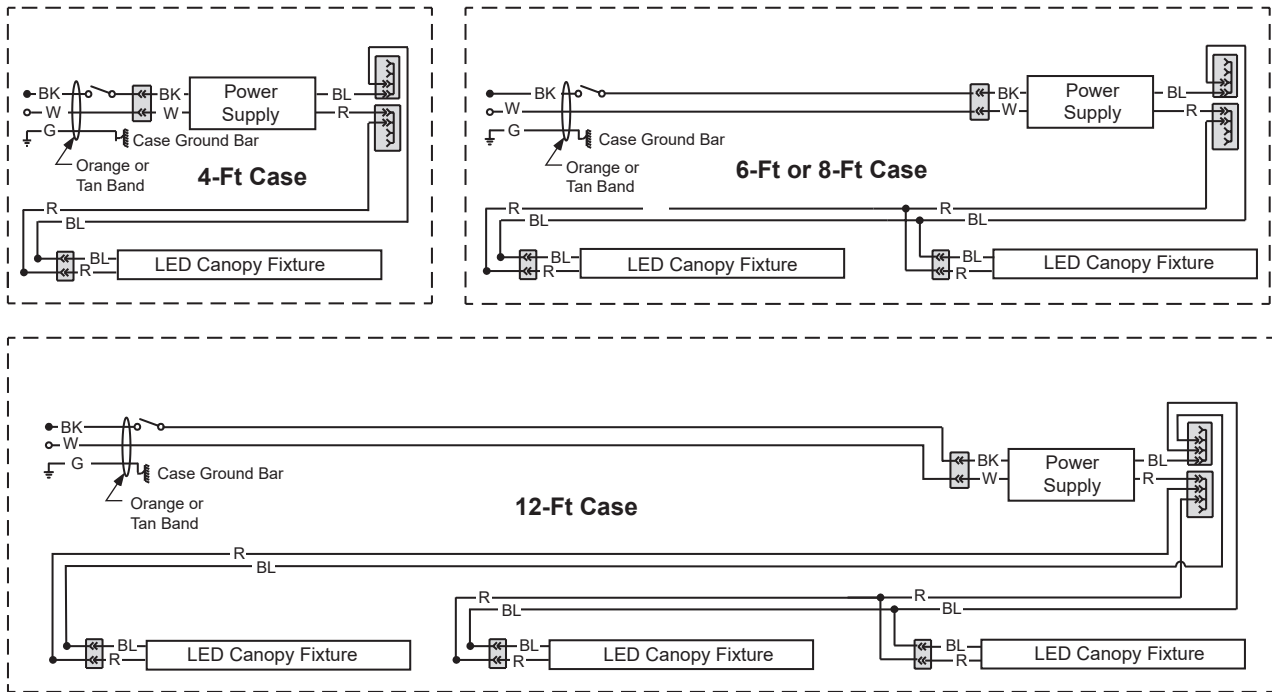 BK
BK
Power
Supply
BL
W
W
R
G
Case Ground Bar
Orange or
Tan Band
4-Ft Case
R
BL
BL
R
LED Canopy Fixture
BK
BK
Power
Supply
BL
W
W
R
G
Case Ground Bar
Orange or
Tan Band
6-Ft or 8-Ft Case
R
R
BL
BL
BL
R
LED Canopy Fixture
BL
R
LED Canopy Fixture
BK
W
G
Case Ground Bar
Orange or
Tan Band
BK
W
Power
Supply
BL
R
12-Ft Case
R
BL
R
R
BL
BL
BL
R
LED Canopy Fixture
BL
R
LED Canopy Fixture
BL
R
LED Canopy Fixture